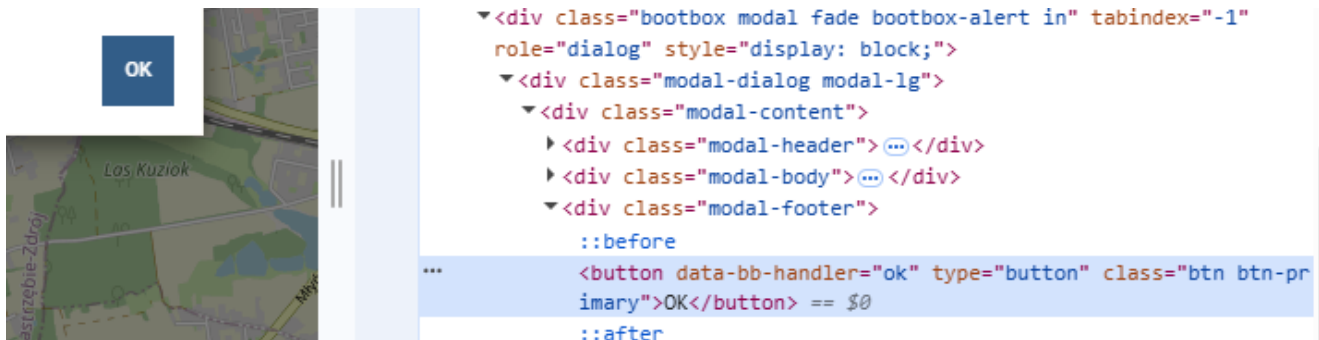 OK
Las Kuziok
▼<div class="bootbox modal fade bootbox-alert in" tabindex="-1"
role="dialog" style="display: block;">
▼<div class="modal-dialog modal-lg">
▼<div class="modal-content">
▶<div class="modal-header">…</div>
▶<div class="modal-body">…</div>
▼<div class="modal-footer">
::before
…
<button data-bb-handler="ok" type="button" class="btn btn-pr
imary">OK</button> == $0
::after